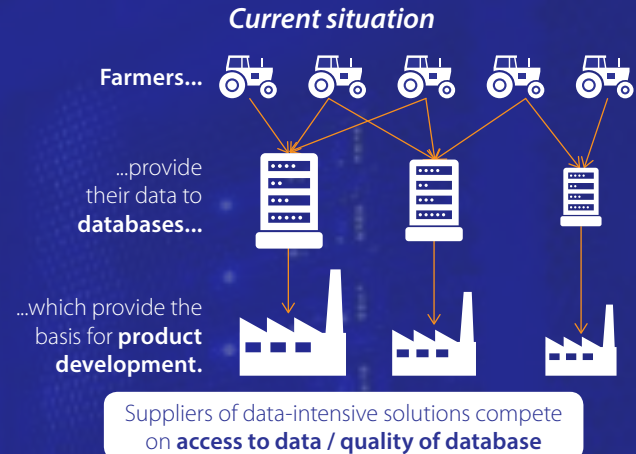 Current situation
Farmers...
...provide
their data to
databases...
...which provide the
basis for product
development.
Suppliers of data-intensive solutions compete
on access to data / quality of database